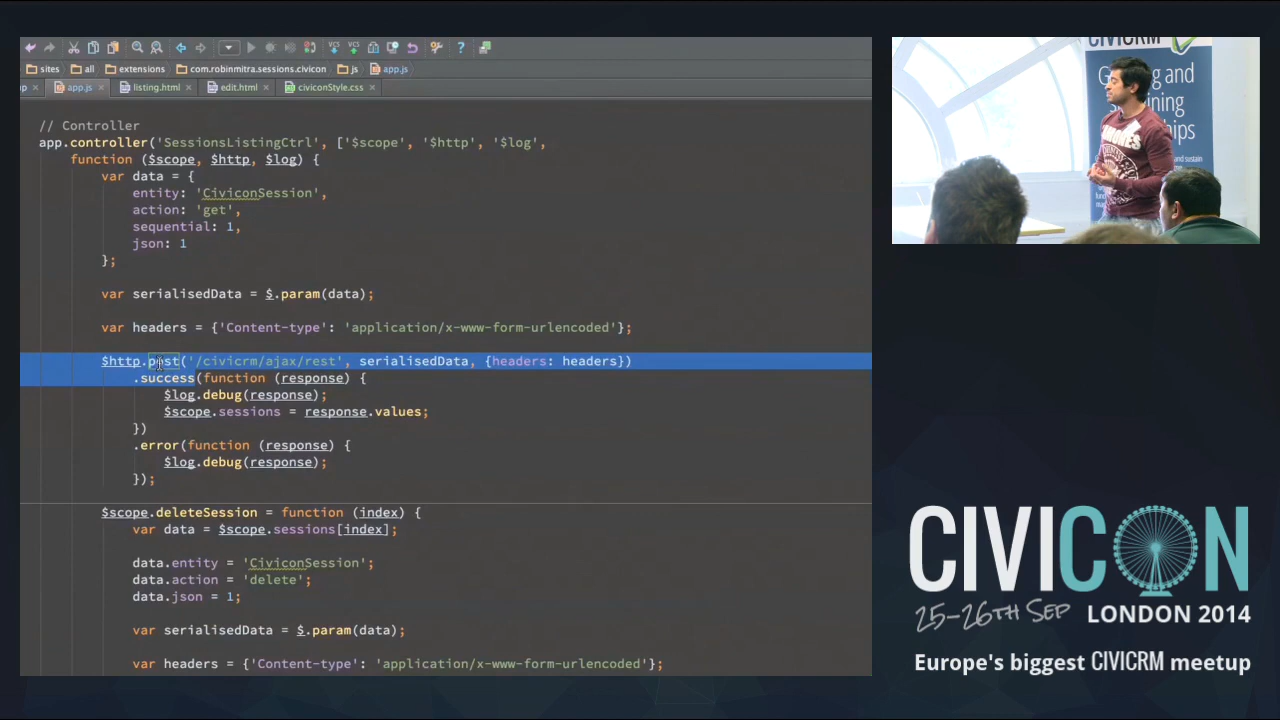 sites all extensions com.robinmitra.sessions.civicon js app.js
p app.js listing.html edit.html civiconStyle.css
// Controller
app.controller('SessionsListingCtrl', ['$scope', '$http', '$log',
function ($scope, $http, $log) {
var data = {
entity: 'CiviconSession',
action: 'get',
sequential: 1,
json: 1
};
var serialisedData = $.param(data);
var headers = {'Content-type': 'application/x-www-form-urlencoded'};
$http.post('/civicrm/ajax/rest', serialisedData, {headers: headers})
.success(function (response) {
$log.debug(response);
$scope.sessions = response.values;
})
.error(function (response) {
$log.debug(response);
});
$scope.deleteSession = function (index) {
var data = $scope.sessions[index];
data.entity = 'CiviconSession';
data.action = 'delete';
data.json = 1;
var serialisedData = $.param(data);
var headers = {'Content-type': 'application/x-www-form-urlencoded'};
VCS VCS
CIVICRM
and
CIVICON
25-26TH SEP LONDON 2014
Europe's biggest CIVICRM meetup